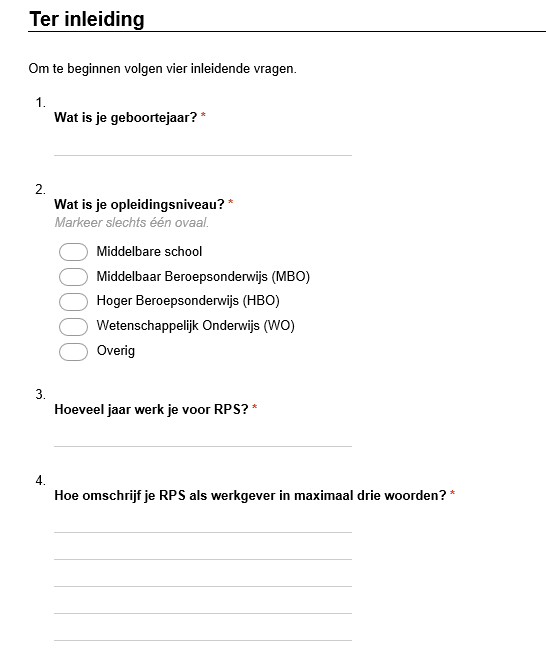 Ter inleiding
Om te beginnen volgen vier inleidende vragen.
1.
Wat is je geboortejaar? *
2.
Wat is je opleidingsniveau? *
Markeer slechts één ovaal.
Middelbare school
Middelbaar Beroepsonderwijs (MBO)
Hoger Beroepsonderwijs (HBO)
Wetenschappelijk Onderwijs (WO)
Overig
3.
Hoeveel jaar werk je voor RPS? *
4.
Hoe omschrijf je RPS als werkgever in maximaal drie woorden? *